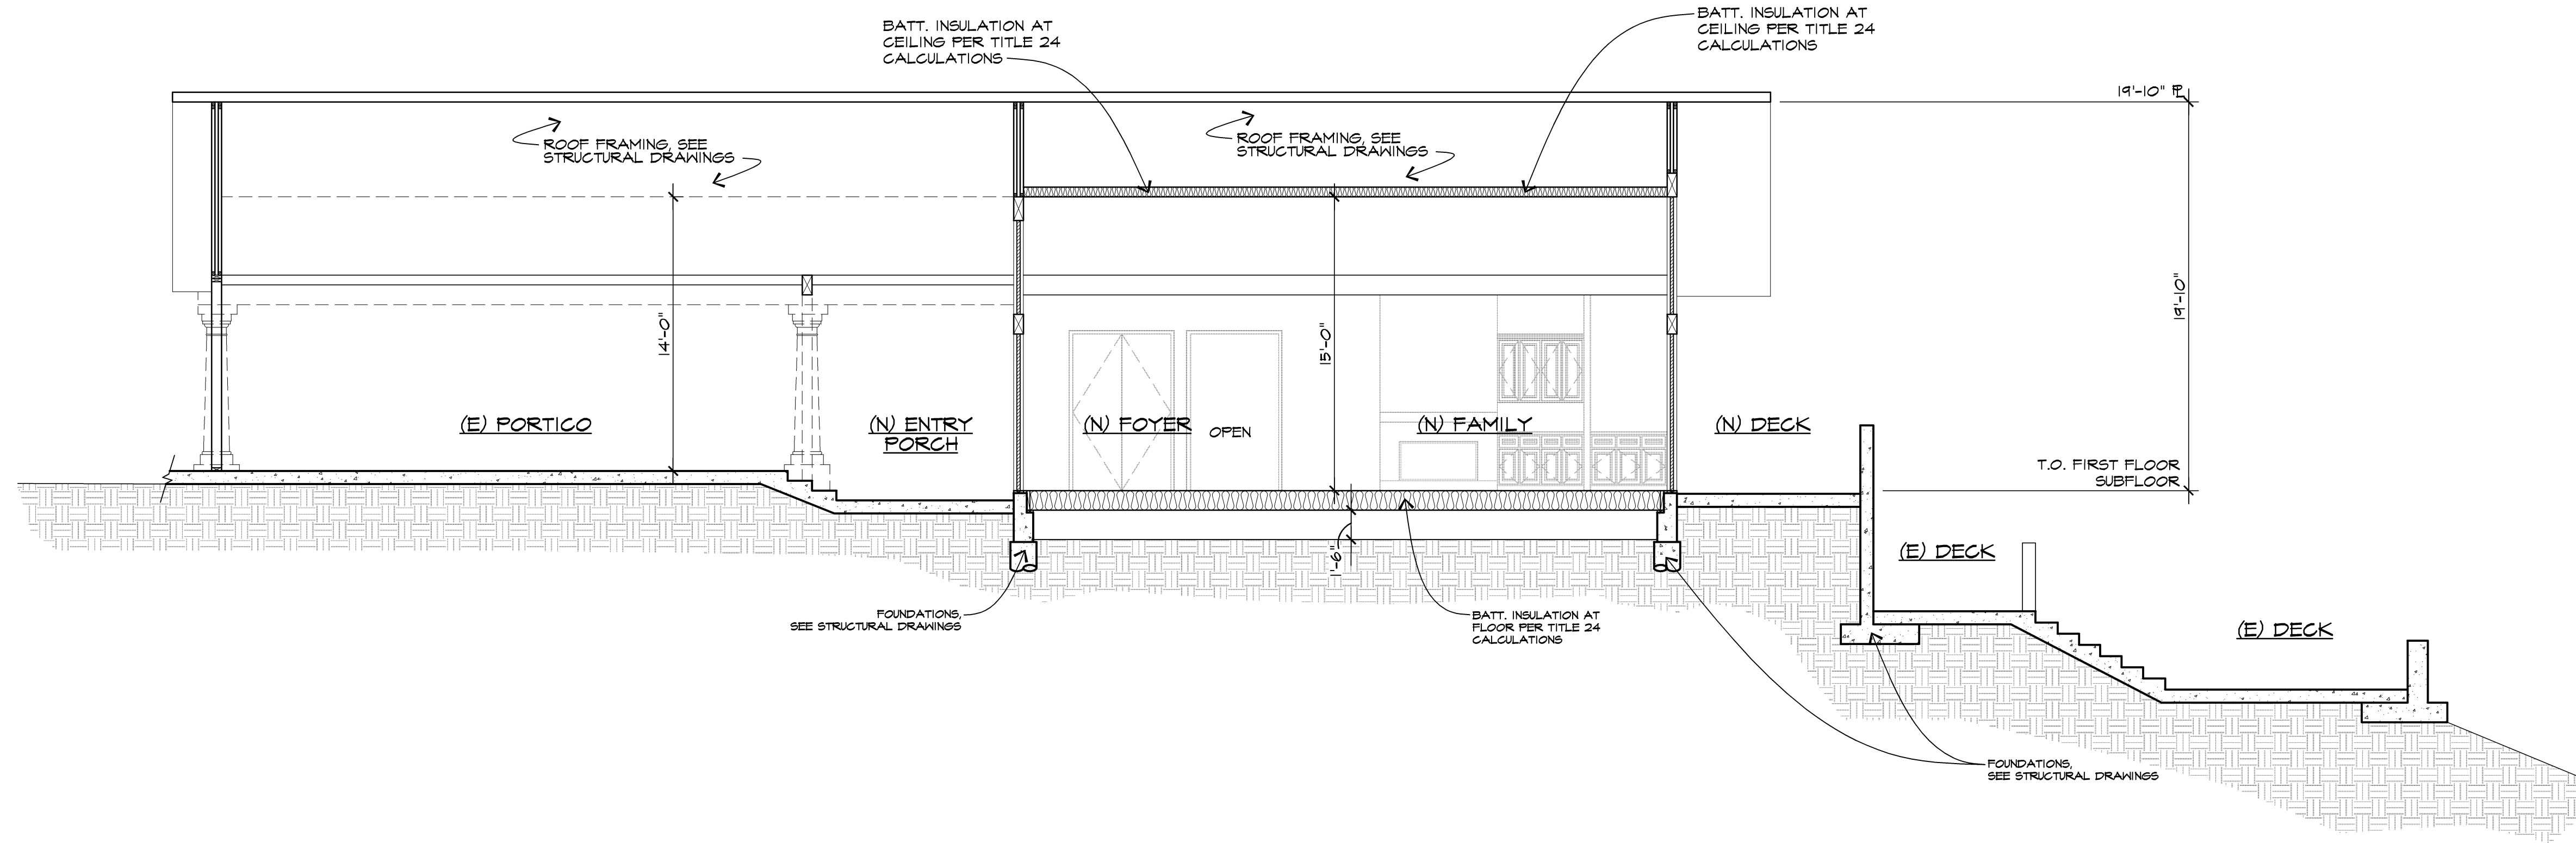 BATT. INSULATION AT
CEILING PER TITLE 24
CALCULATIONS
BATT. INSULATION AT
CEILING PER TITLE 24
CALCULATIONS
19'-10" PL
ROOF FRAMING, SEE
STRUCTURAL DRAWINGS
ROOF FRAMING, SEE
STRUCTURAL DRAWINGS
14'-0"
15'-0"
19'-10"
(E) PORTICO
(N) ENTRY
PORCH
(N) FOYER
OPEN
(N) FAMILY
(N) DECK
T.O. FIRST FLOOR
SUBFLOOR
1'-6"
(E) DECK
FOUNDATIONS,
SEE STRUCTURAL DRAWINGS
BATT. INSULATION AT
FLOOR PER TITLE 24
CALCULATIONS
(E) DECK
FOUNDATIONS,
SEE STRUCTURAL DRAWINGS